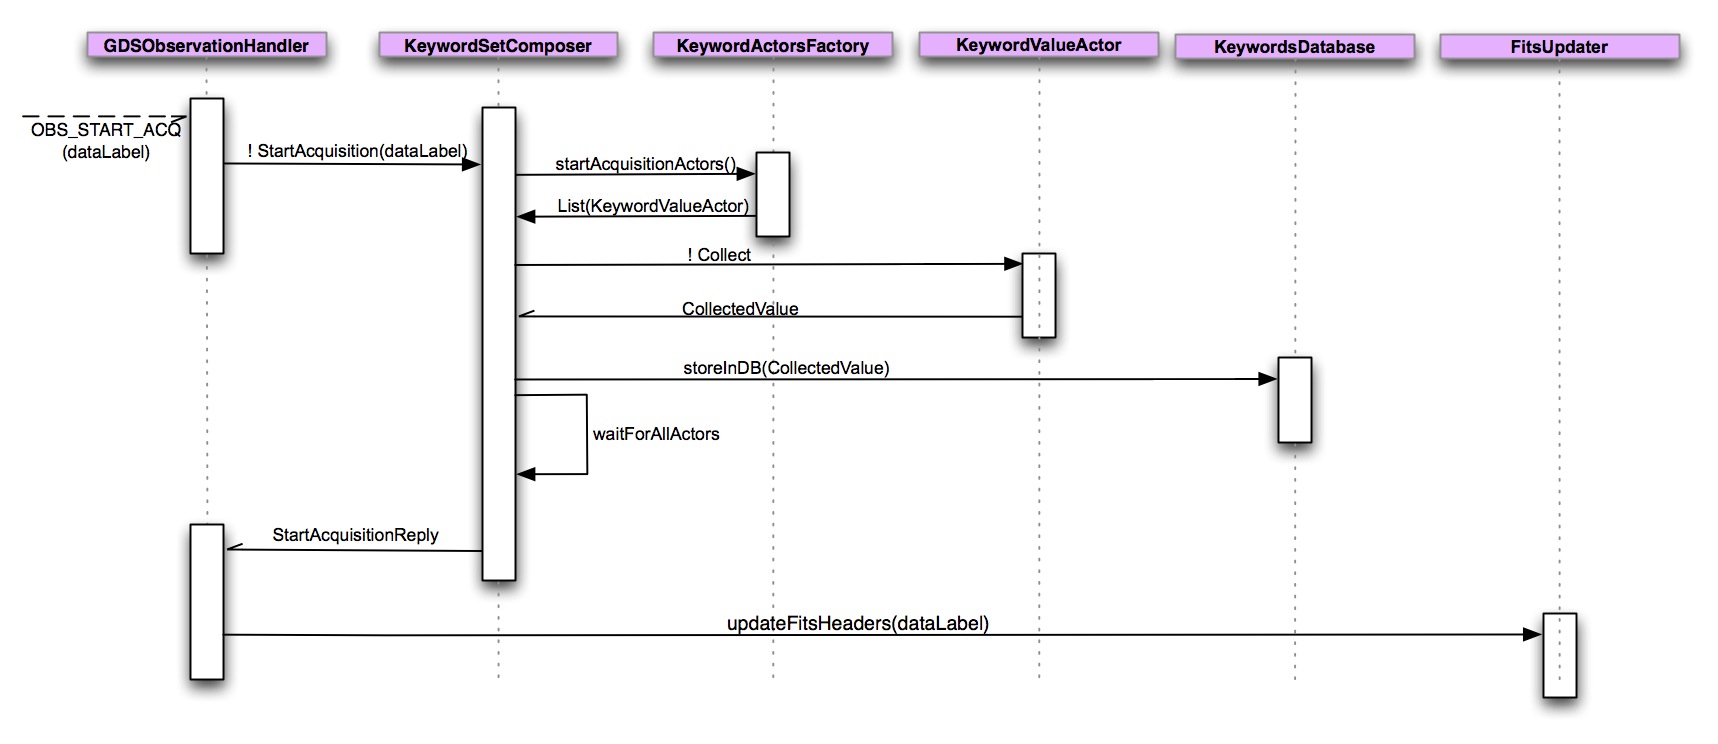 GDSObservationHandler
KeywordSetComposer
KeywordActorsFactory
KeywordValueActor
KeywordsDatabase
FitsUpdater
OBS_START_ACQ
(dataLabel)
! StartAcquisition(dataLabel)
startAcquisitionActors()
List(KeywordValueActor)
! Collect
CollectedValue
storeInDB(CollectedValue)
waitForAllActors
StartAcquisitionReply
updateFitsHeaders(dataLabel)